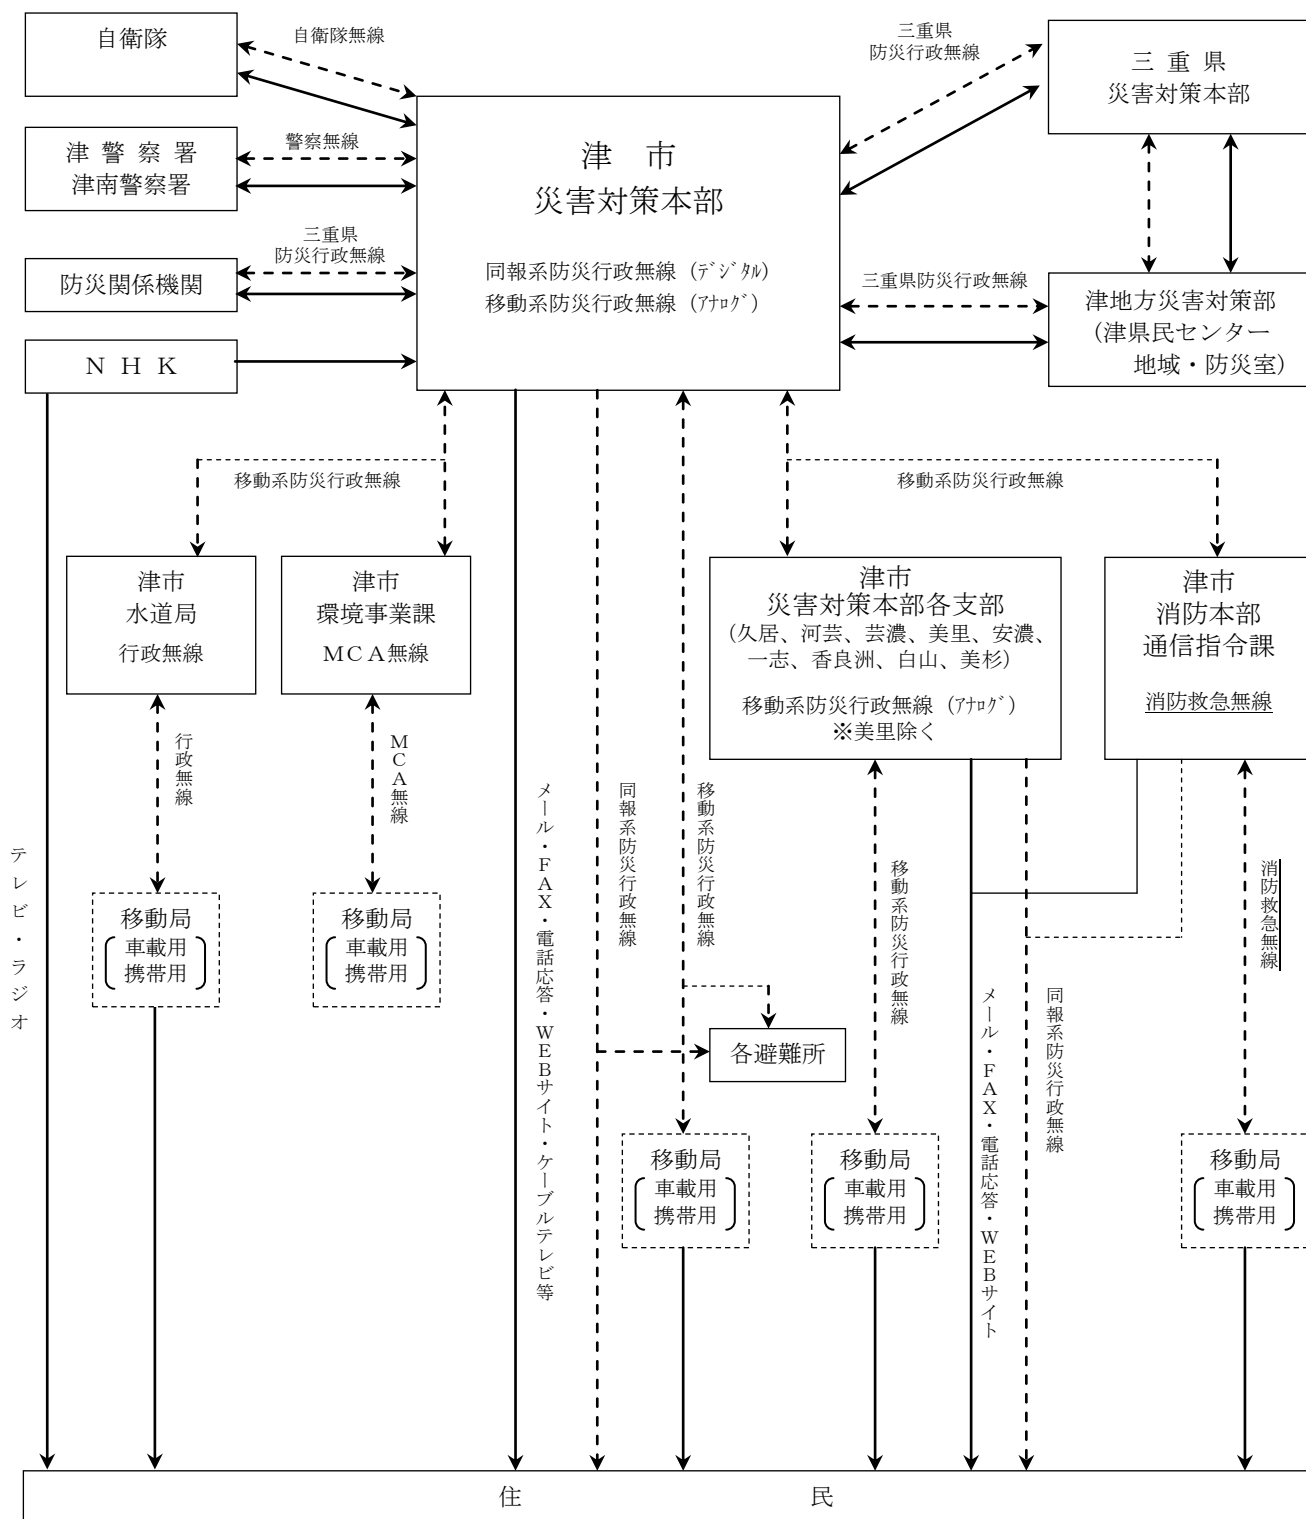 自衛隊
自衛隊無線
三重県
防災行政無線
三 重 県
災害対策本部
津 警 察 署
津南警察署
警察無線
津 市
災害対策本部
同報系防災行政無線（ﾃﾞｼﾞﾀﾙ）
移動系防災行政無線（ｱﾅﾛｸﾞ）
三重県
防災行政無線
防災関係機関
三重県防災行政無線
津地方災害対策部
（津県民センター
地域・防災室）
N H K
移動系防災行政無線
移動系防災行政無線
津市
水道局
行政無線
津市
環境事業課
MCA無線
津市
災害対策本部各支部
（久居、河芸、芸濃、美里、安濃、
一志、香良洲、白山、美杉）
移動系防災行政無線（ｱﾅﾛｸﾞ）
※美里除く
津市
消防本部
通信指令課
消防救急無線
行政無線
MCA無線
テレビ・ラジオ
メール・FAX・電話応答・WEBサイト・ケーブルテレビ等
同報系防災行政無線
移動系防災行政無線
移動系防災行政無線
メール・FAX・電話応答・WEBサイト
同報系防災行政無線
消防救急無線
移動局
車載用
携帯用
移動局
車載用
携帯用
各避難所
移動局
車載用
携帯用
移動局
車載用
携帯用
移動局
車載用
携帯用
住 民